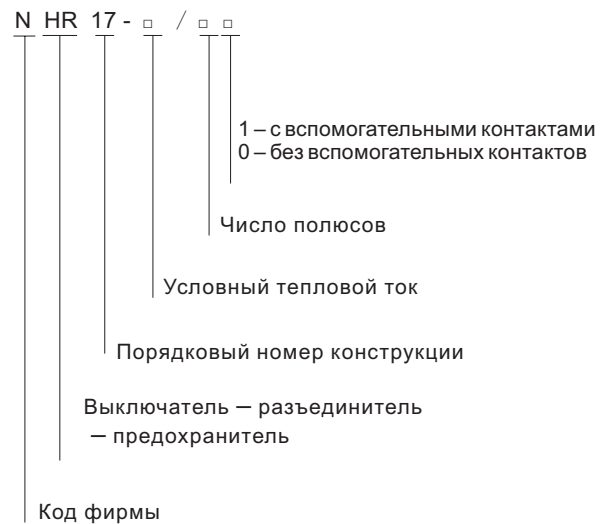 N HR 17 - □ / □ □
1 – с вспомогательными контактами
0 – без вспомогательных контактов
Число полюсов
Условный тепловой ток
Порядковый номер конструкции
Выключатель – разъединитель
– предохранитель
Код фирмы